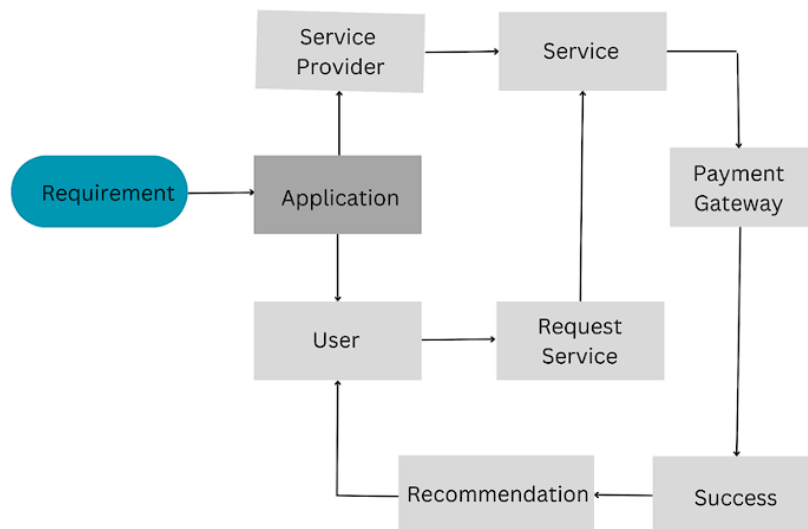 Service
Provider
Service
Requirement
Application
Payment
Gateway
User
Request
Service
Recommendation
Success